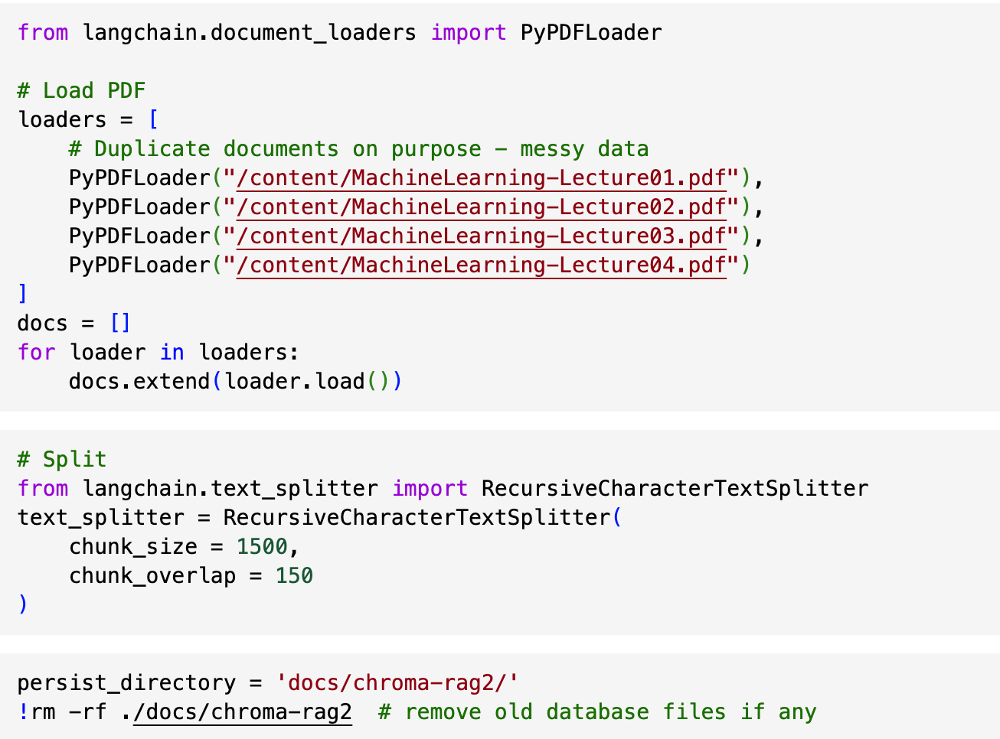 from langchain.document_loaders import PyPDFLoader
# Load PDF
loaders = [
    # Duplicate documents on purpose - messy data
    PyPDFLoader("/content/MachineLearning-Lecture01.pdf"),
    PyPDFLoader("/content/MachineLearning-Lecture02.pdf"),
    PyPDFLoader("/content/MachineLearning-Lecture03.pdf"),
    PyPDFLoader("/content/MachineLearning-Lecture04.pdf")
]
docs = []
for loader in loaders:
    docs.extend(loader.load())
# Split
from langchain.text_splitter import RecursiveCharacterTextSplitter
text_splitter = RecursiveCharacterTextSplitter(
    chunk_size = 1500,
    chunk_overlap = 150
)
persist_directory = 'docs/chroma-rag2/'
!rm -rf ./docs/chroma-rag2  # remove old database files if any